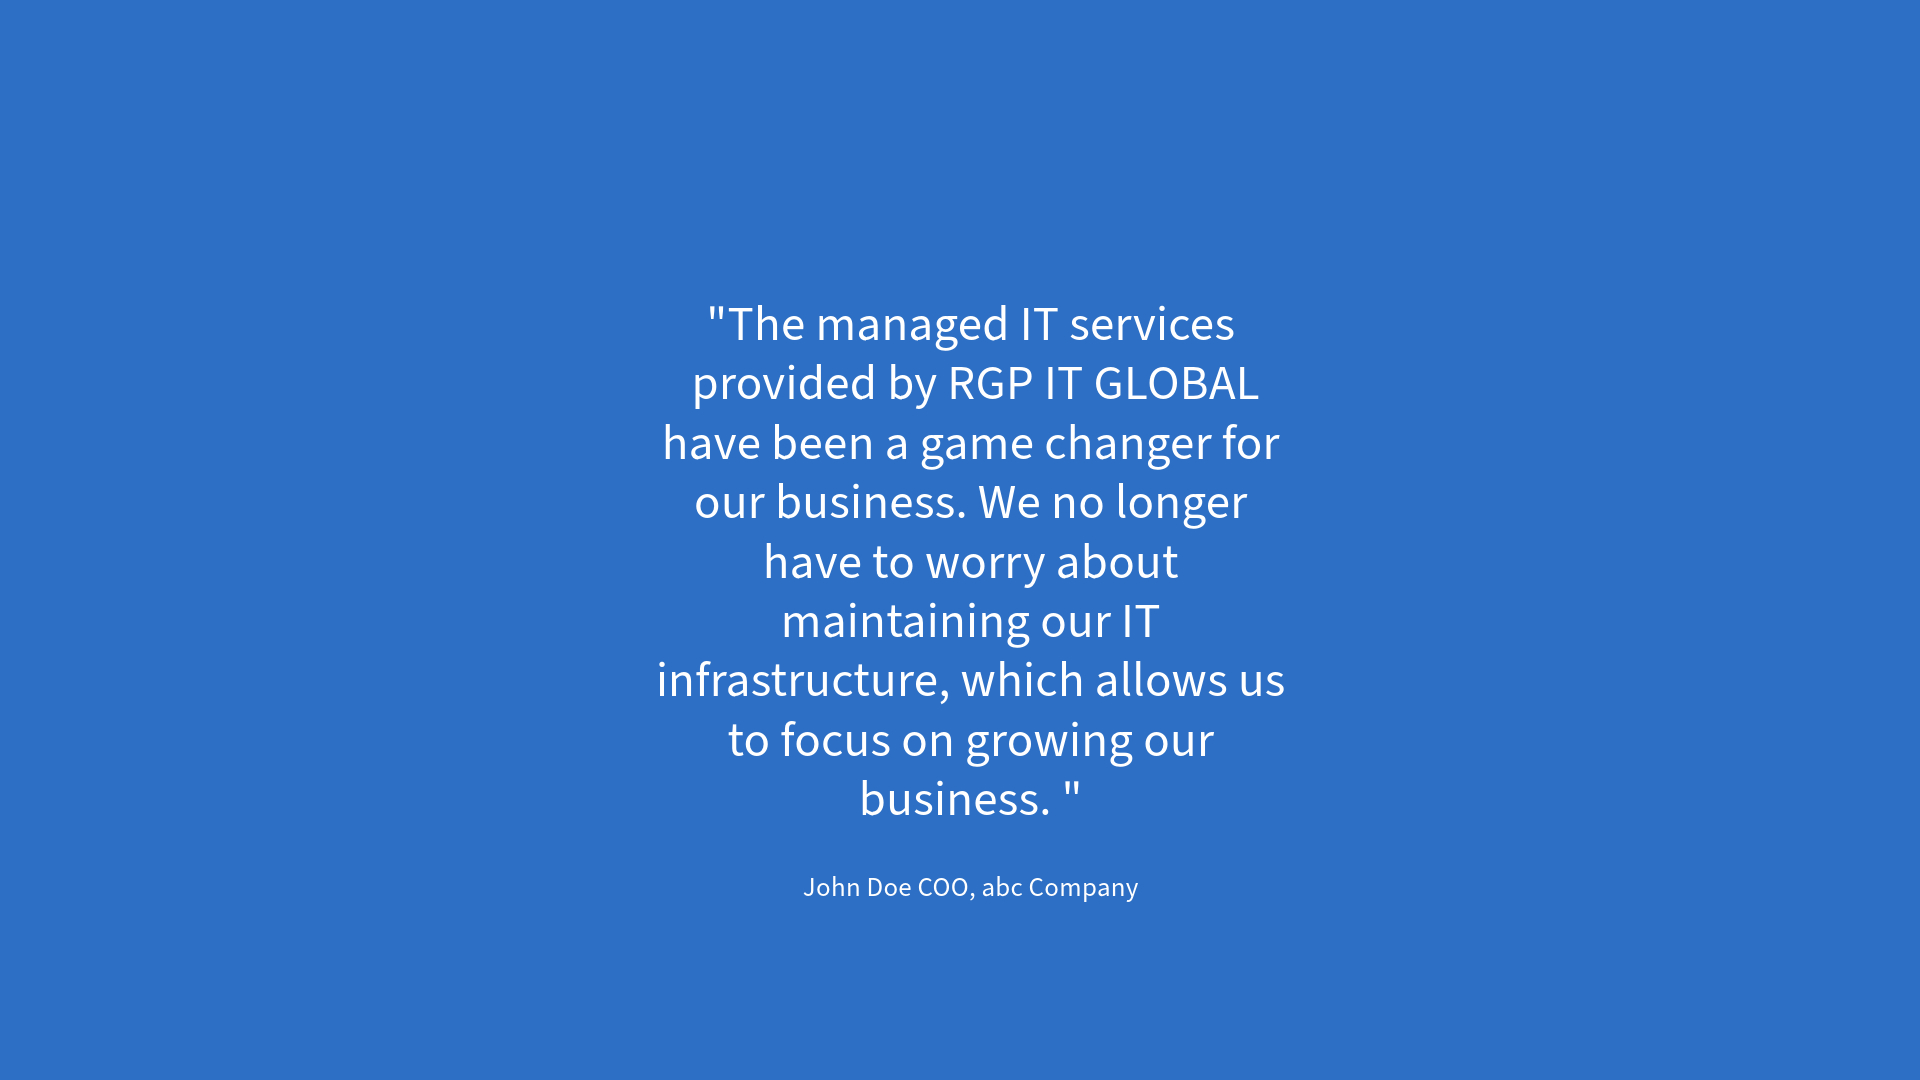 "The managed IT services
provided by RGP IT GLOBAL
have been a game changer for
our business. We no longer
have to worry about
maintaining our IT
infrastructure, which allows us
to focus on growing our
business. "
John Doe COO, abc Company